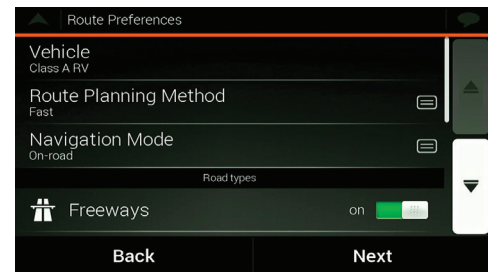 Route Preferences
Vehicle
Class A RV
Route Planning Method
Fast
Navigation Mode
On-road
Road types
Freeways on
Back Next